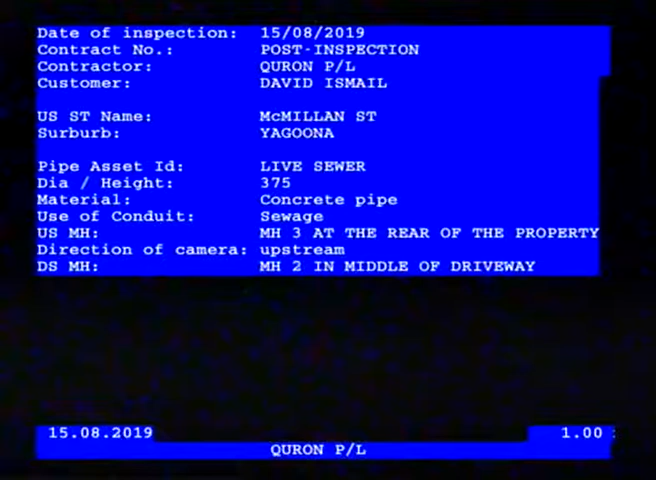 Date of inspection: 15/08/2019
Contract No.: POST-INSPECTION
Contractor: QURON P/L
Customer: DAVID ISMAIL
US ST Name: McMILLAN ST
Surburb: YAGOONA
Pipe Asset Id: LIVE SEWER
Dia / Height: 375
Material: Concrete pipe
Use of Conduit: Sewage
US MH: MH 3 AT THE REAR OF THE PROPERTY
Direction of camera: upstream
DS MH: MH 2 IN MIDDLE OF DRIVEWAY
15.08.2019 1.00
QURON P/L